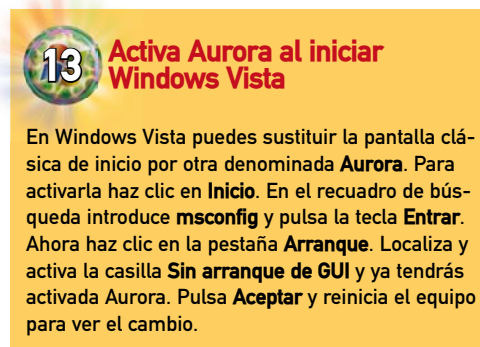 13 Activa Aurora al iniciar
Windows Vista
En Windows Vista puedes sustituir la pantalla clá-
sica de inicio por otra denominada Aurora. Para
activarla haz clic en Inicio. En el recuadro de bús-
queda introduce msconfig y pulsa la tecla Entrar.
Ahora haz clic en la pestaña Arranque. Localiza y
activa la casilla Sin arranque de GUI y ya tendrás
activada Aurora. Pulsa Aceptar y reinicia el equipo
para ver el cambio.